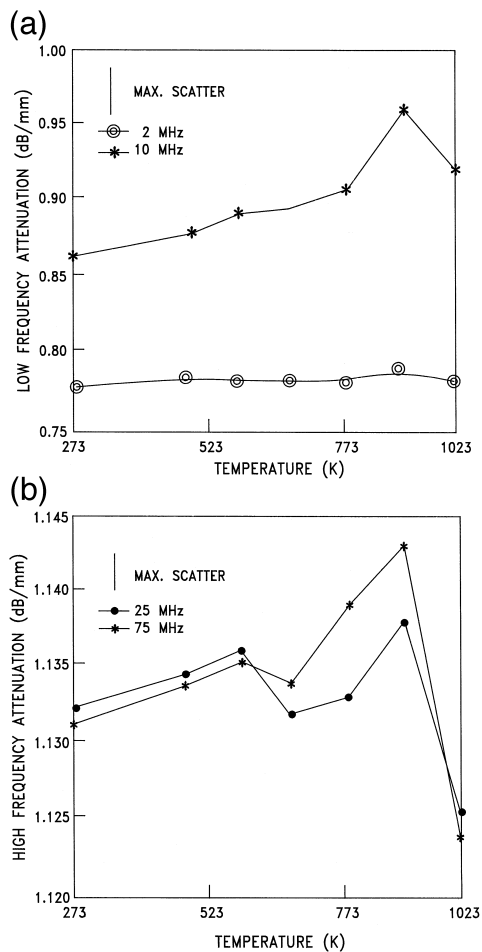 (a)
1.00
MAX. SCATTER
0.95
2 MHz
10 MHz
0.90
0.85
0.80
0.75
LOW FREQUENCY ATTENUATION (dB/mm)
273 523 773 1023
TEMPERATURE (K)
(b)
1.145
MAX. SCATTER
1.140
25 MHz
75 MHz
1.135
1.130
1.125
1.120
HIGH FREQUENCY ATTENUATION (dB/mm)
273 523 773 1023
TEMPERATURE (K)